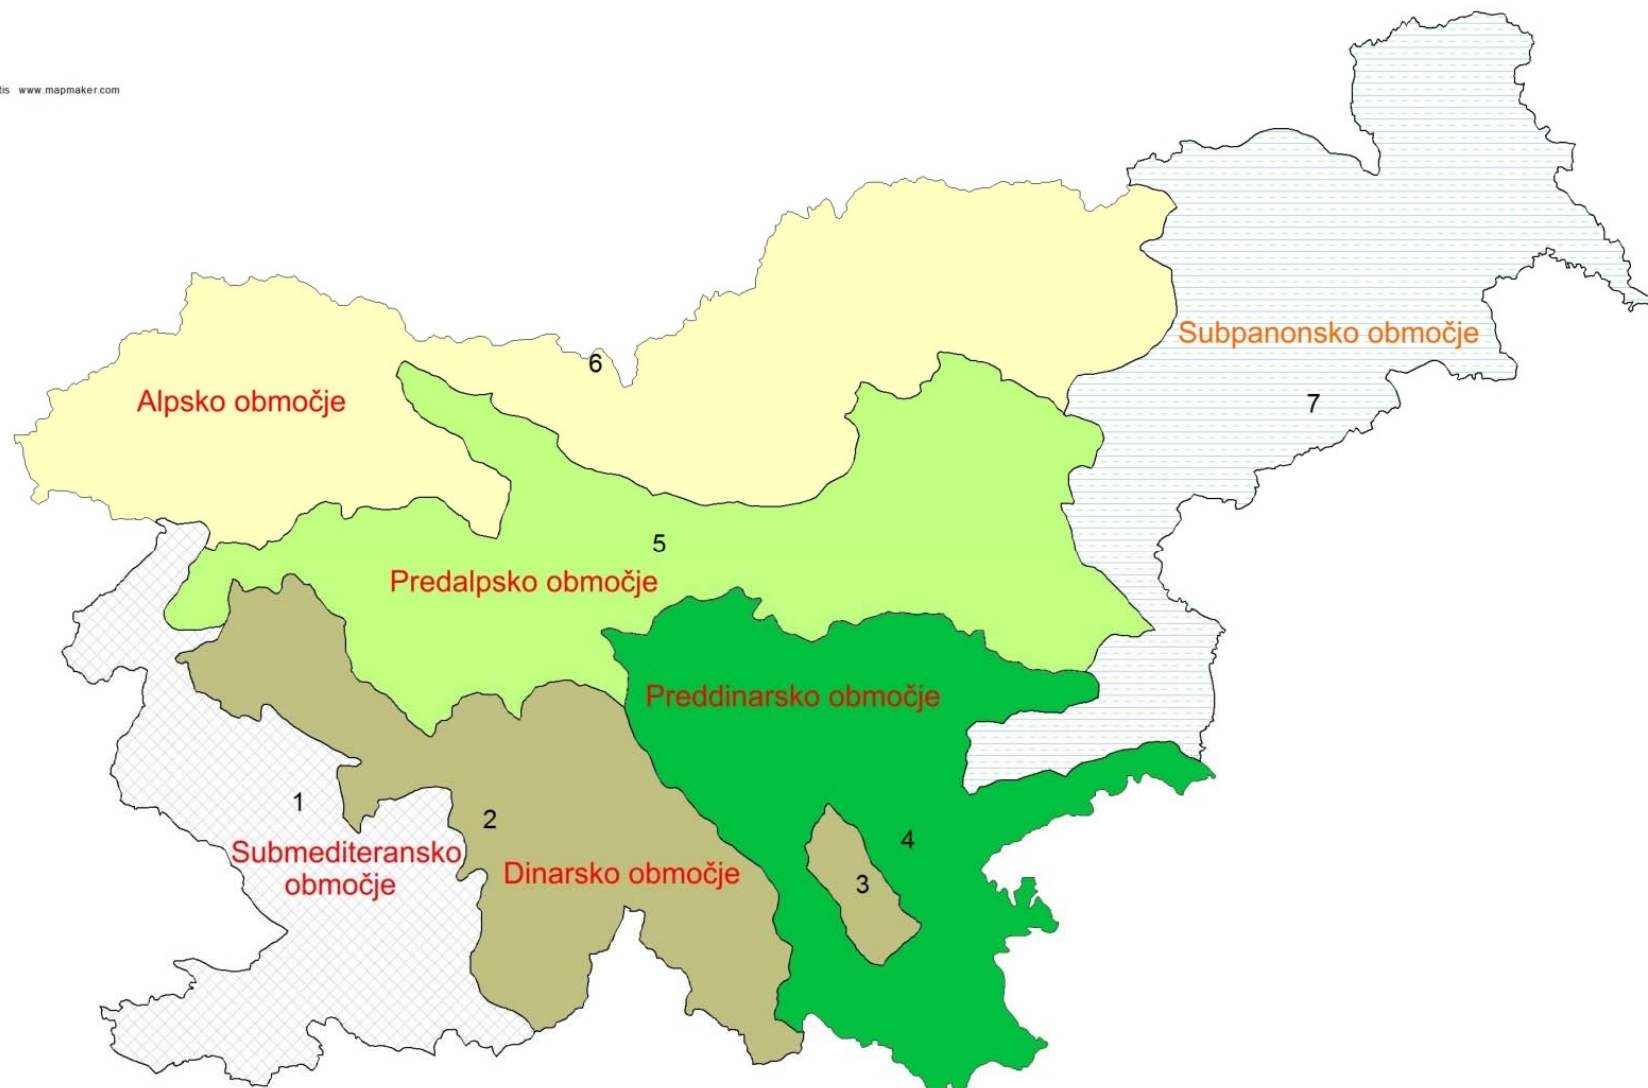 www.mapmaker.com
6
Subpanonsko območje
Alpsko območje
7
5
Predalpsko območje
Preddinarsko območje
1
2
4
Submediteransko
območje
Dinarsko območje
3